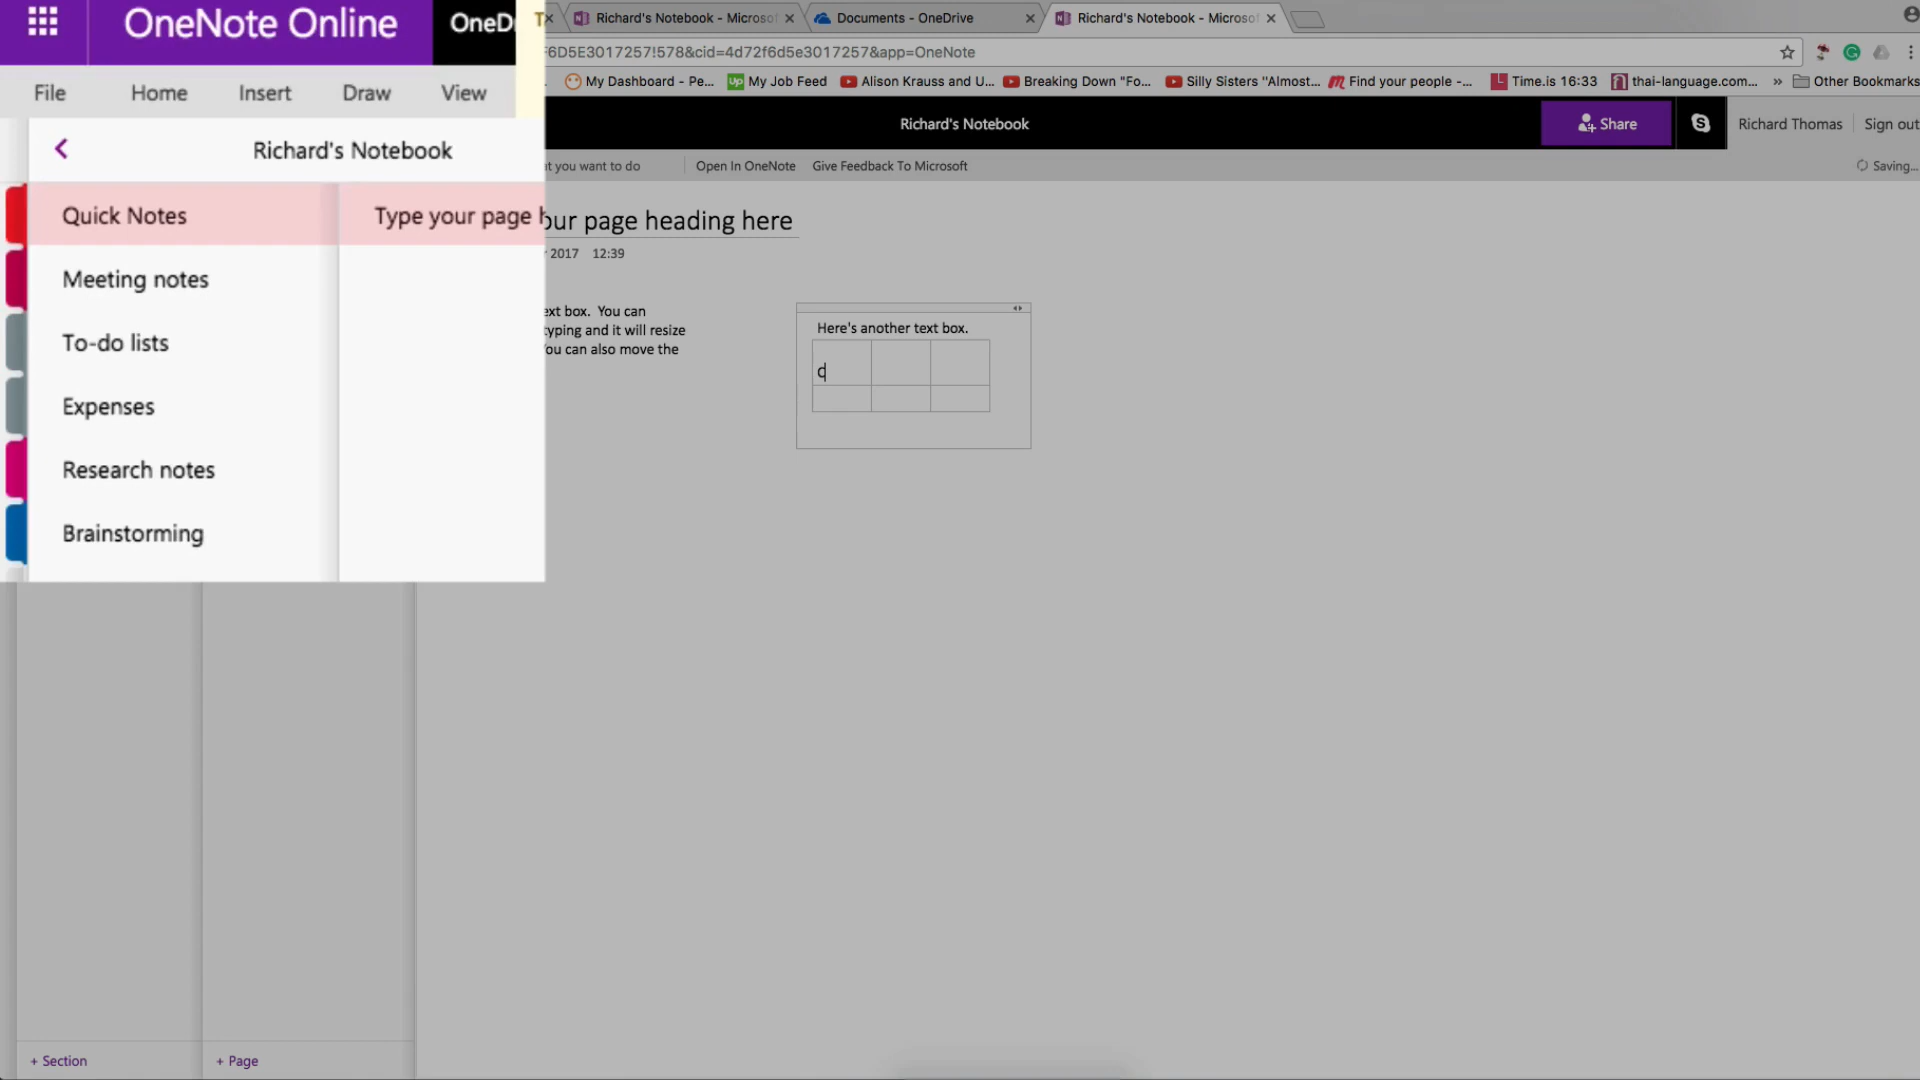 OneNote Online
OneD
Richard's Notebook - Microsof
Documents - OneDrive
Richard's Notebook - Microsof
F6D5E3017257!578&cid=4d72f6d5e3017257&app=OneNote
My Dashboard - Pe...
My Job Feed
Alison Krauss and U...
Breaking Down "Fo...
Silly Sisters "Almost...
Find your people -...
Time.is 16:33
thai-language.com...
»
Other Bookmarks
File
Home
Insert
Draw
View
Richard's Notebook
Share
Richard Thomas
Sign out
t you want to do
Open In OneNote
Give Feedback To Microsoft
Saving...
Richard's Notebook
Quick Notes
Meeting notes
To-do lists
Expenses
Research notes
Brainstorming
Type your page h
our page heading here
2017 12:39
ext box. You can
typing and it will resize
You can also move the
Here's another text box.
d
+ Section
+ Page